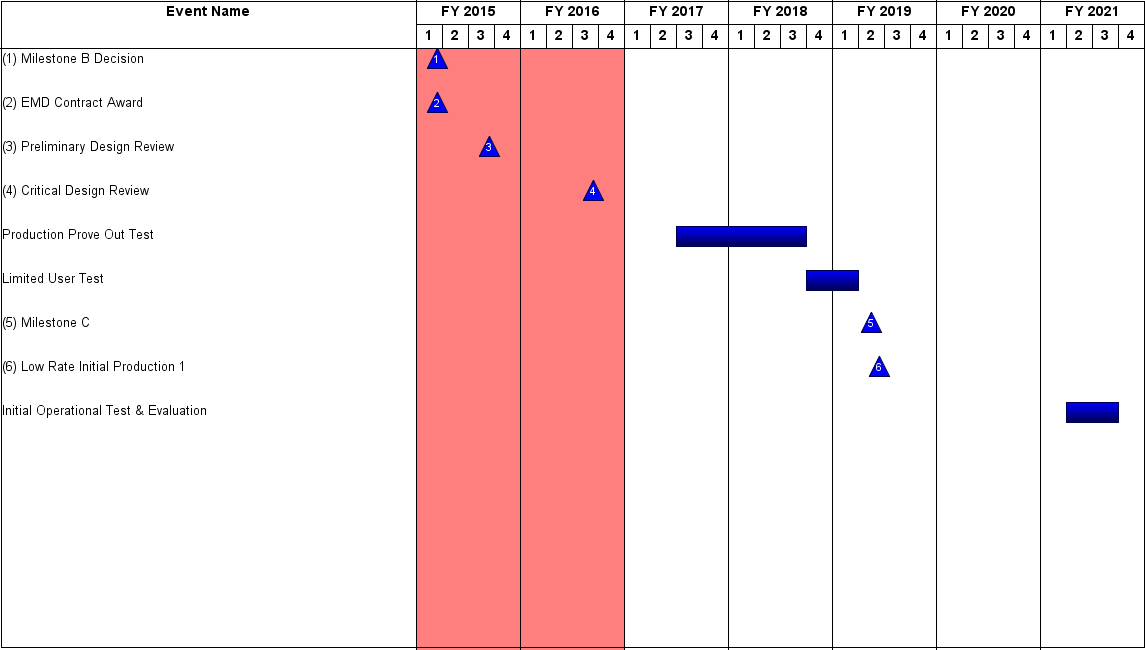 Event Name FY 2015 FY 2016 FY 2017 FY 2018 FY 2019 FY 2020 FY 2021
1 2 3 4 1 2 3 4 1 2 3 4 1 2 3 4 1 2 3 4 1 2 3 4 1 2 3 4
(1) Milestone B Decision 1
(2) EMD Contract Award 2
(3) Preliminary Design Review 3
(4) Critical Design Review 4
Production Prove Out Test
Limited User Test
(5) Milestone C 5
(6) Low Rate Initial Production 1 6
Initial Operational Test & Evaluation